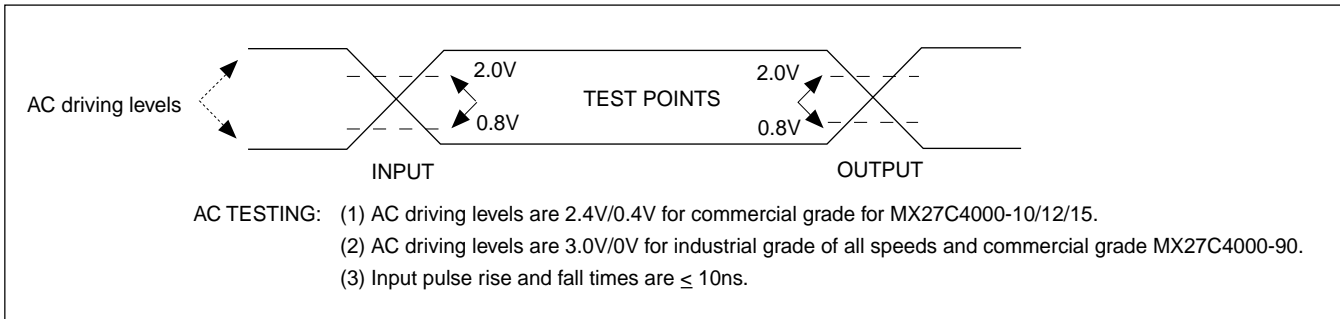 2.0V
2.0V
AC driving levels
TEST POINTS
0.8V
0.8V
INPUT
OUTPUT
AC TESTING: (1) AC driving levels are 2.4V/0.4V for commercial grade for MX27C4000-10/12/15.
(2) AC driving levels are 3.0V/0V for industrial grade of all speeds and commercial grade MX27C4000-90.
(3) Input pulse rise and fall times are ≤ 10ns.